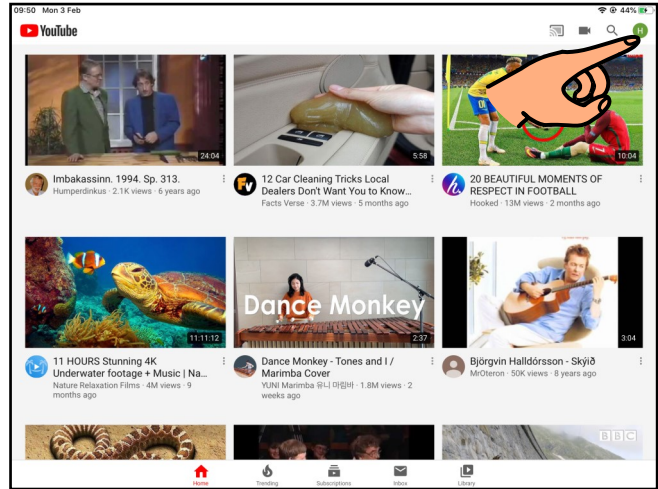 09:50 Mon 3 Feb
44%
YouTube
H
24:04
5:58
10:04
Imbakassinn. 1994. Sp. 313.
Humperdinkus · 2.1K views · 6 years ago
FV
12 Car Cleaning Tricks Local
Dealers Don't Want You to Know...
Facts Verse · 3.7M views · 5 months ago
h
20 BEAUTIFUL MOMENTS OF
RESPECT IN FOOTBALL
Hooked · 13M views · 2 months ago
11:11:12
Dance Monkey
2:37
3:04
11 HOURS Stunning 4K
Underwater footage + Music | Na...
Nature Relaxation Films · 4M views · 9
months ago
Dance Monkey - Tones and I /
Marimba Cover
YUNI Marimba 유니 마림바 · 1.8M views · 2
weeks ago
Björgvin Halldórsson - Skýið
MrOteron · 50K views · 8 years ago
BBC
Home
Trending
Subscriptions
Inbox
Library